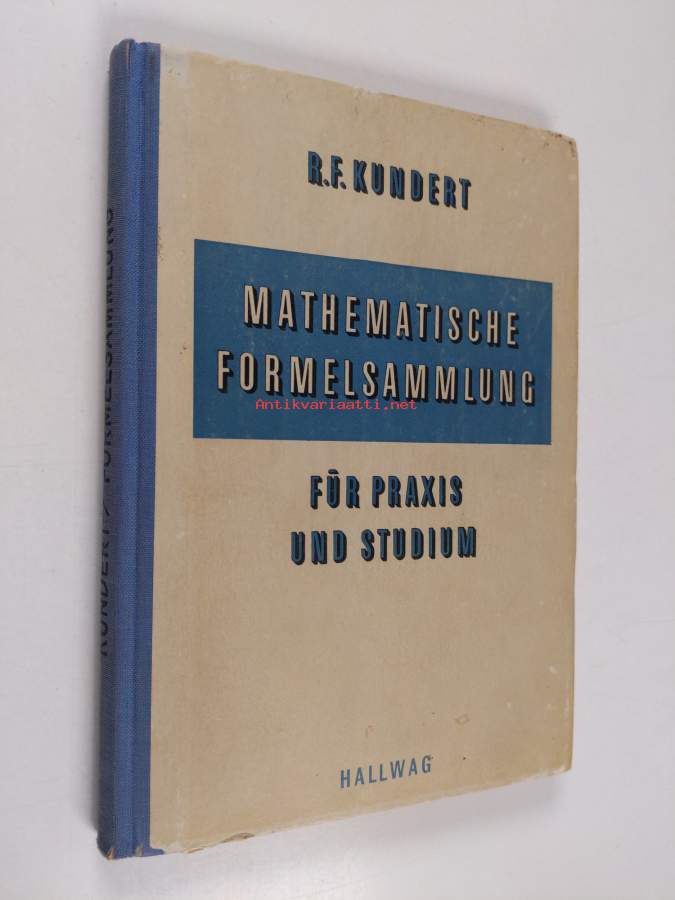 R.F. KUNDERT
MATHEMATISCHE
FORMELSAMMLUNG
Antikvariaatti.net
FÜR PRAXIS
UND STUDIUM
HALLWAG
KUNDERT / FORMELSAMMLUNG